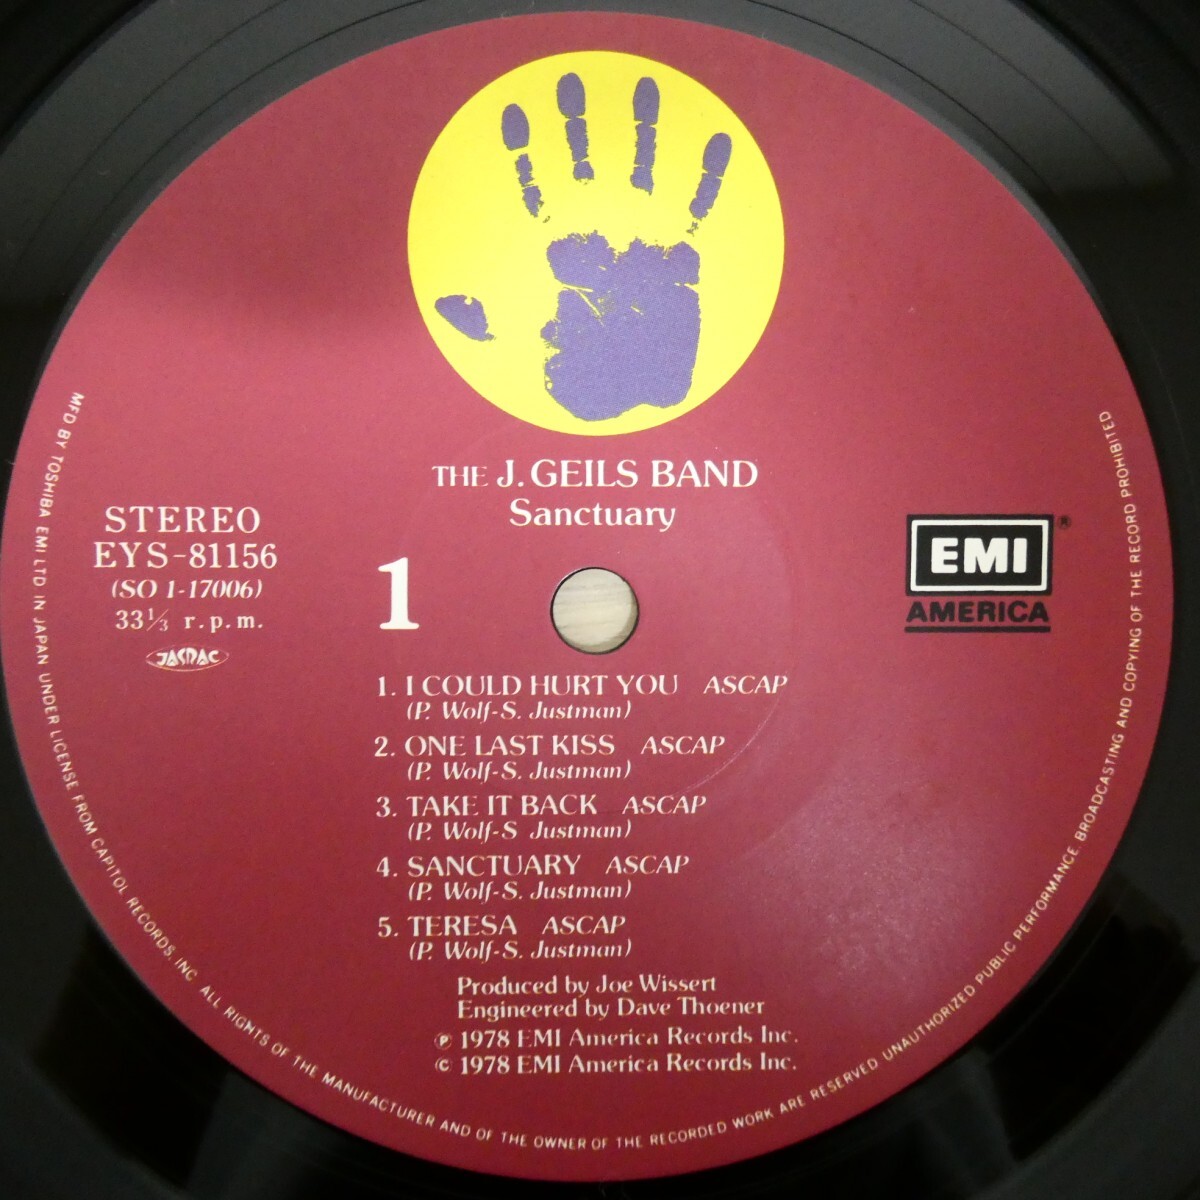 THE J. GEILS BAND
Sanctuary
STEREO
EYS-81156
(SO 1-17006)
33⅓ r.p.m.
JASRAC
1
EMI ®
AMERICA
1. I COULD HURT YOU ASCAP
(P. Wolf-S. Justman)
2. ONE LAST KISS ASCAP
(P. Wolf-S. Justman)
3. TAKE IT BACK ASCAP
(P. Wolf-S Justman)
4. SANCTUARY ASCAP
(P. Wolf-S. Justman)
5. TERESA ASCAP
(P. Wolf-S. Justman)
Produced by Joe Wissert
Engineered by Dave Thoener
℗ 1978 EMI America Records Inc.
© 1978 EMI America Records Inc.
MFD BY TOSHIBA EMI LTD IN JAPAN UNDER LICENSE FROM CAPITOL RECORDS, INC ALL RIGHTS OF THE MANUFACTURER AND OF THE OWNER OF THE RECORDED WORK ARE RESERVED UNAUTHORIZED PUBLIC PERFORMANCE. BROADCASTING AND COPYING OF THE RECORD PROHIBITED